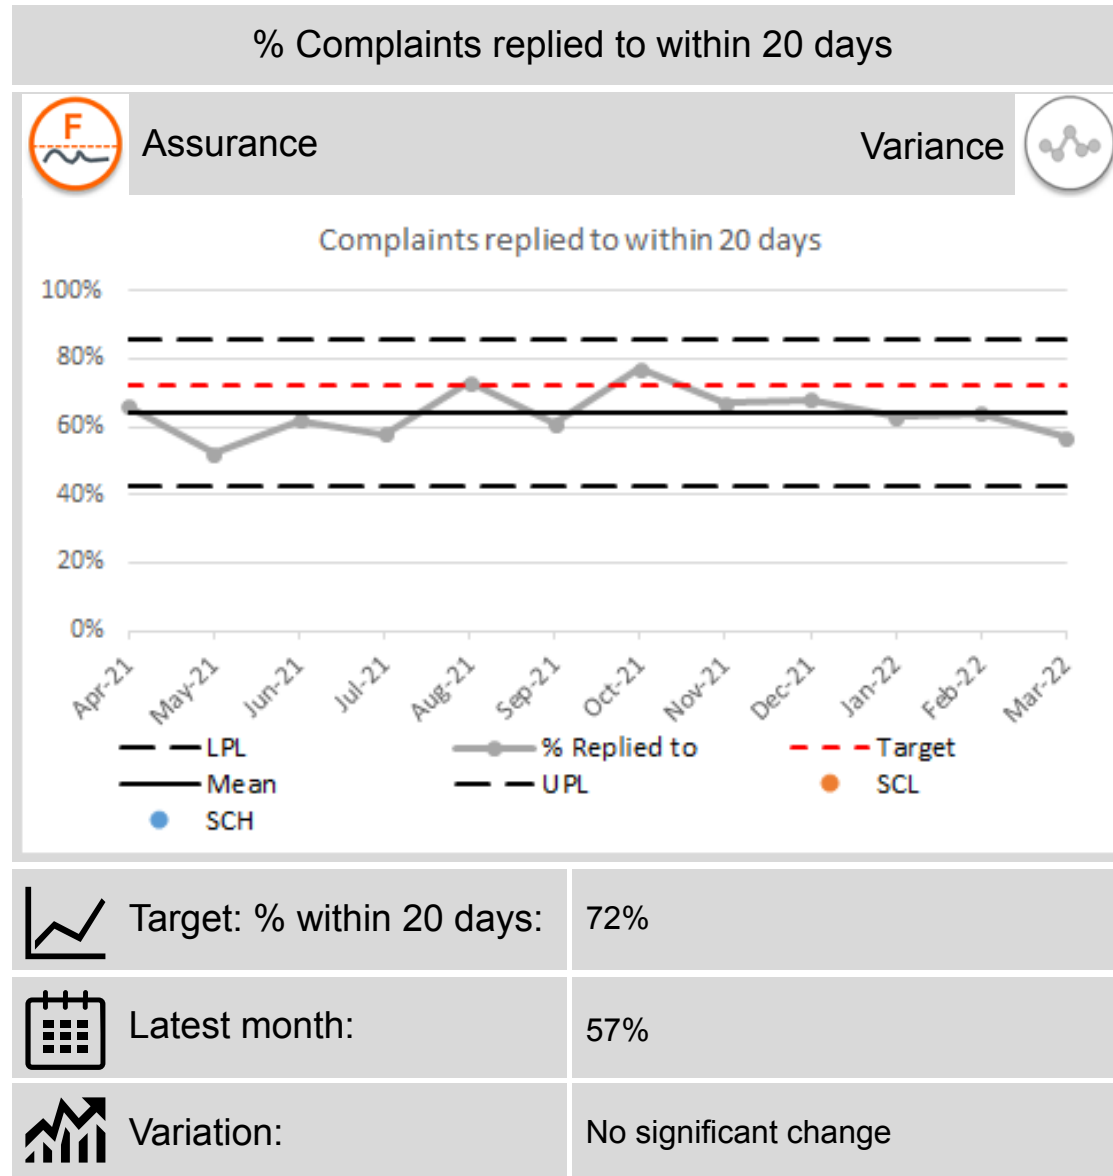 % Complaints replied to within 20 days
F
Assurance
Variance
Complaints replied to within 20 days
100%
80%
60%
40%
20%
0%
Apr-21 May-21 Jun-21 Jul-21 Aug-21 Sep-21 Oct-21 Nov-21 Dec-21 Jan-22 Feb-22 Mar-22
LPL % Replied to Target
Mean UPL SCL
SCH
Target: % within 20 days: 72%
Latest month: 57%
Variation: No significant change